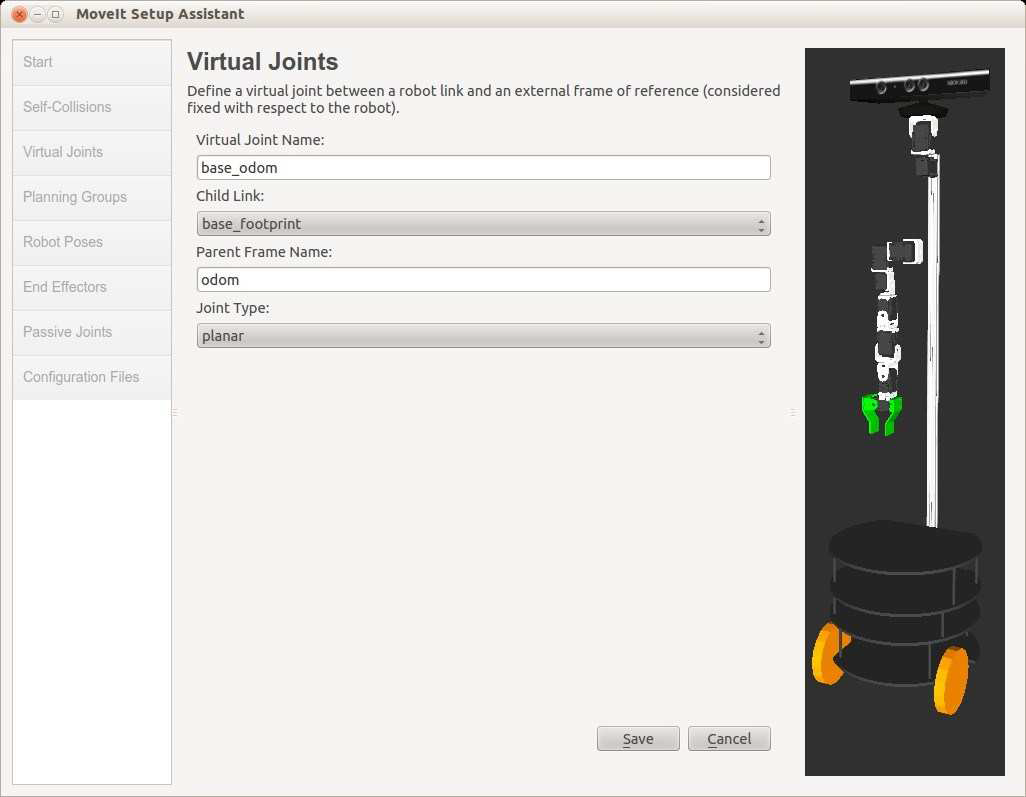 MoveIt Setup Assistant
Start
Self-Collisions
Virtual Joints
Planning Groups
Robot Poses
End Effectors
Passive Joints
Configuration Files
Virtual Joints
Define a virtual joint between a robot link and an external frame of reference (considered
fixed with respect to the robot).
Virtual Joint Name:
base_odom
Child Link:
base_footprint
Parent Frame Name:
odom
Joint Type:
planar
Save
Cancel